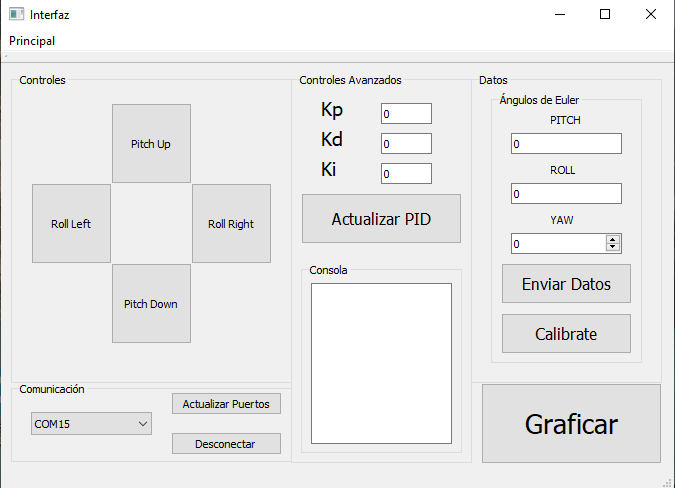 Interfaz
Principal
Controles
Pitch Up
Roll Left
Roll Right
Pitch Down
Comunicación
COM15
Actualizar Puertos
Desconectar
Controles Avanzados
Kp
0
Kd
0
Ki
0
Actualizar PID
Consola
Datos
Ángulos de Euler
PITCH
0
ROLL
0
YAW
0
Enviar Datos
Calibrate
Graficar